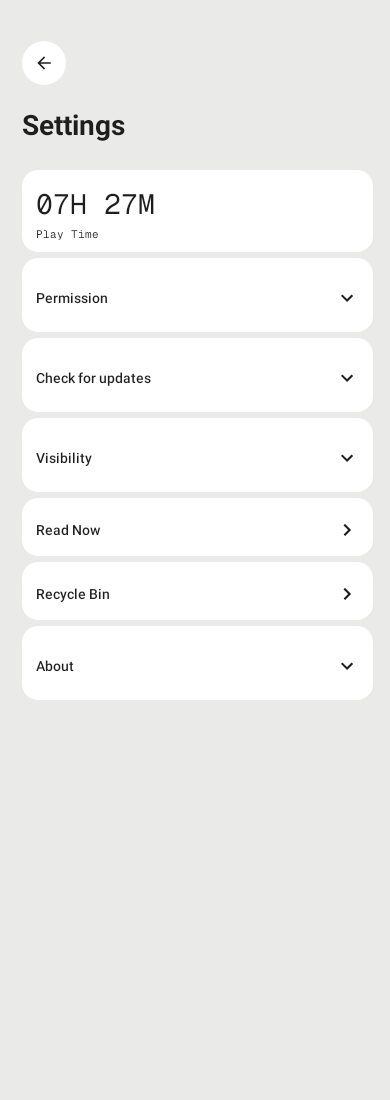 Settings
07H 27M
Play Time
Permission
Check for updates
Visibility
Read Now
Recycle Bin
About